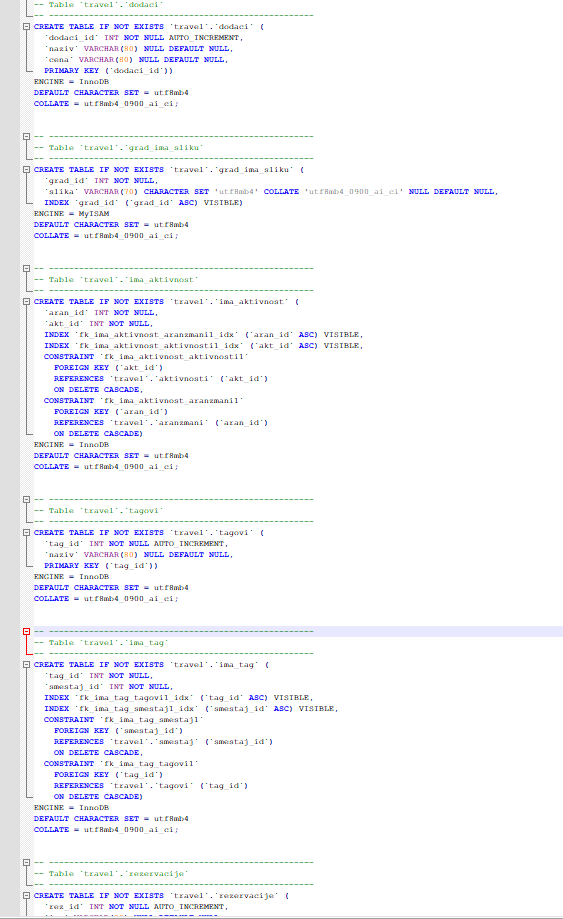 -- Table `travel`.`dodaci`
-- -----------------------------------------------------
CREATE TABLE IF NOT EXISTS `travel`.`dodaci` (
`dodaci_id` INT NOT NULL AUTO_INCREMENT,
`naziv` VARCHAR(80) NULL DEFAULT NULL,
`cena` VARCHAR(80) NULL DEFAULT NULL,
PRIMARY KEY (`dodaci_id`))
ENGINE = InnoDB
DEFAULT CHARACTER SET = utf8mb4
COLLATE = utf8mb4_0900_ai_ci;
-- -----------------------------------------------------
-- Table `travel`.`grad_ima_sliku`
-- -----------------------------------------------------
CREATE TABLE IF NOT EXISTS `travel`.`grad_ima_sliku` (
`grad_id` INT NOT NULL,
`slika` VARCHAR(70) CHARACTER SET 'utf8mb4' COLLATE 'utf8mb4_0900_ai_ci' NULL DEFAULT NULL,
INDEX `grad_id` (`grad_id` ASC) VISIBLE)
ENGINE = MyISAM
DEFAULT CHARACTER SET = utf8mb4
COLLATE = utf8mb4_0900_ai_ci;
-- -----------------------------------------------------
-- Table `travel`.`ima_aktivnost`
-- -----------------------------------------------------
CREATE TABLE IF NOT EXISTS `travel`.`ima_aktivnost` (
`aran_id` INT NOT NULL,
`akt_id` INT NOT NULL,
INDEX `fk_ima_aktivnost_aranzmani1_idx` (`aran_id` ASC) VISIBLE,
INDEX `fk_ima_aktivnost_aktivnosti1_idx` (`akt_id` ASC) VISIBLE,
CONSTRAINT `fk_ima_aktivnost_aktivnosti1`
FOREIGN KEY (`akt_id`)
REFERENCES `travel`.`aktivnosti` (`akt_id`)
ON DELETE CASCADE,
CONSTRAINT `fk_ima_aktivnost_aranzmani1`
FOREIGN KEY (`aran_id`)
REFERENCES `travel`.`aranzmani` (`aran_id`)
ON DELETE CASCADE)
ENGINE = InnoDB
DEFAULT CHARACTER SET = utf8mb4
COLLATE = utf8mb4_0900_ai_ci;
-- -----------------------------------------------------
-- Table `travel`.`tagovi`
-- -----------------------------------------------------
CREATE TABLE IF NOT EXISTS `travel`.`tagovi` (
`tag_id` INT NOT NULL AUTO_INCREMENT,
`naziv` VARCHAR(80) NULL DEFAULT NULL,
PRIMARY KEY (`tag_id`))
ENGINE = InnoDB
DEFAULT CHARACTER SET = utf8mb4
COLLATE = utf8mb4_0900_ai_ci;
-- -----------------------------------------------------
-- Table `travel`.`ima_tag`
-- -----------------------------------------------------
CREATE TABLE IF NOT EXISTS `travel`.`ima_tag` (
`tag_id` INT NOT NULL,
`smestaj_id` INT NOT NULL,
INDEX `fk_ima_tag_tagovi1_idx` (`tag_id` ASC) VISIBLE,
INDEX `fk_ima_tag_smestaj1_idx` (`smestaj_id` ASC) VISIBLE,
CONSTRAINT `fk_ima_tag_smestaj1`
FOREIGN KEY (`smestaj_id`)
REFERENCES `travel`.`smestaj` (`smestaj_id`)
ON DELETE CASCADE,
CONSTRAINT `fk_ima_tag_tagovi1`
FOREIGN KEY (`tag_id`)
REFERENCES `travel`.`tagovi` (`tag_id`)
ON DELETE CASCADE)
ENGINE = InnoDB
DEFAULT CHARACTER SET = utf8mb4
COLLATE = utf8mb4_0900_ai_ci;
-- -----------------------------------------------------
-- Table `travel`.`rezervacije`
-- -----------------------------------------------------
CREATE TABLE IF NOT EXISTS `travel`.`rezervacije` (
`rez_id` INT NOT NULL AUTO_INCREMENT,